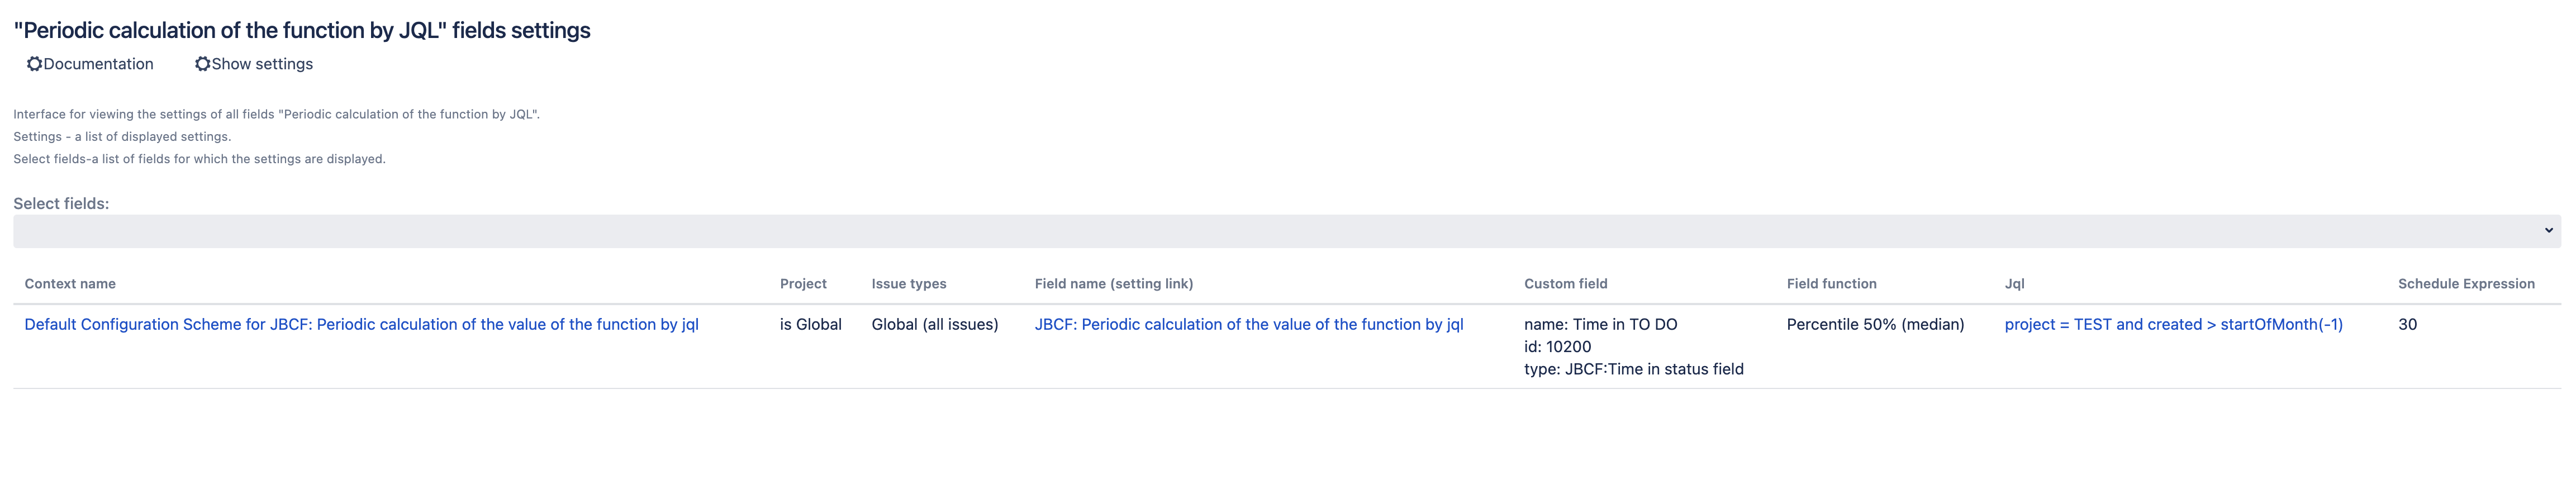 "Periodic calculation of the function by JQL" fields settings
Documentation Show settings
Interface for viewing the settings of all fields "Periodic calculation of the function by JQL".
Settings - a list of displayed settings.
Select fields-a list of fields for which the settings are displayed.
Select fields:
Context name Project Issue types Field name (setting link) Custom field Field function Jql Schedule Expression
Default Configuration Scheme for JBCF: Periodic calculation of the value of the function by jql is Global Global (all issues) JBCF: Periodic calculation of the value of the function by jql name: Time in TO DO Percentile 50% (median) project = TEST and created > startOfMonth(-1) 30
id: 10200
type: JBCF:Time in status field